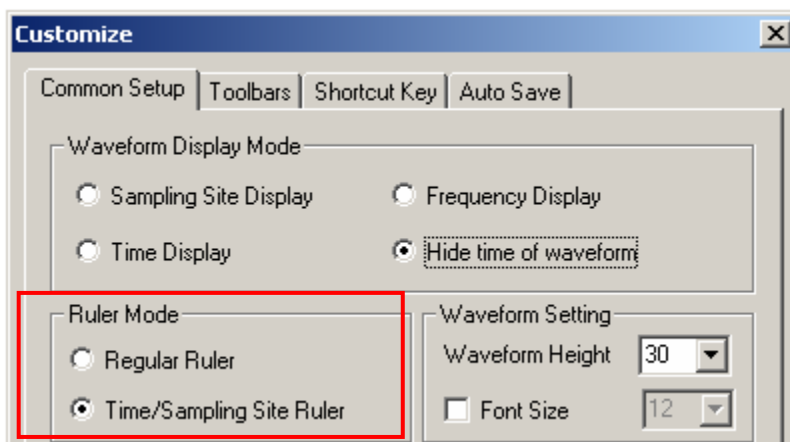 Customize
Common Setup Toolbars Shortcut Key Auto Save
Waveform Display Mode
Sampling Site Display Frequency Display
Time Display Hide time of waveform
Ruler Mode
Regular Ruler
Time/Sampling Site Ruler
Waveform Setting
Waveform Height 30
Font Size 12